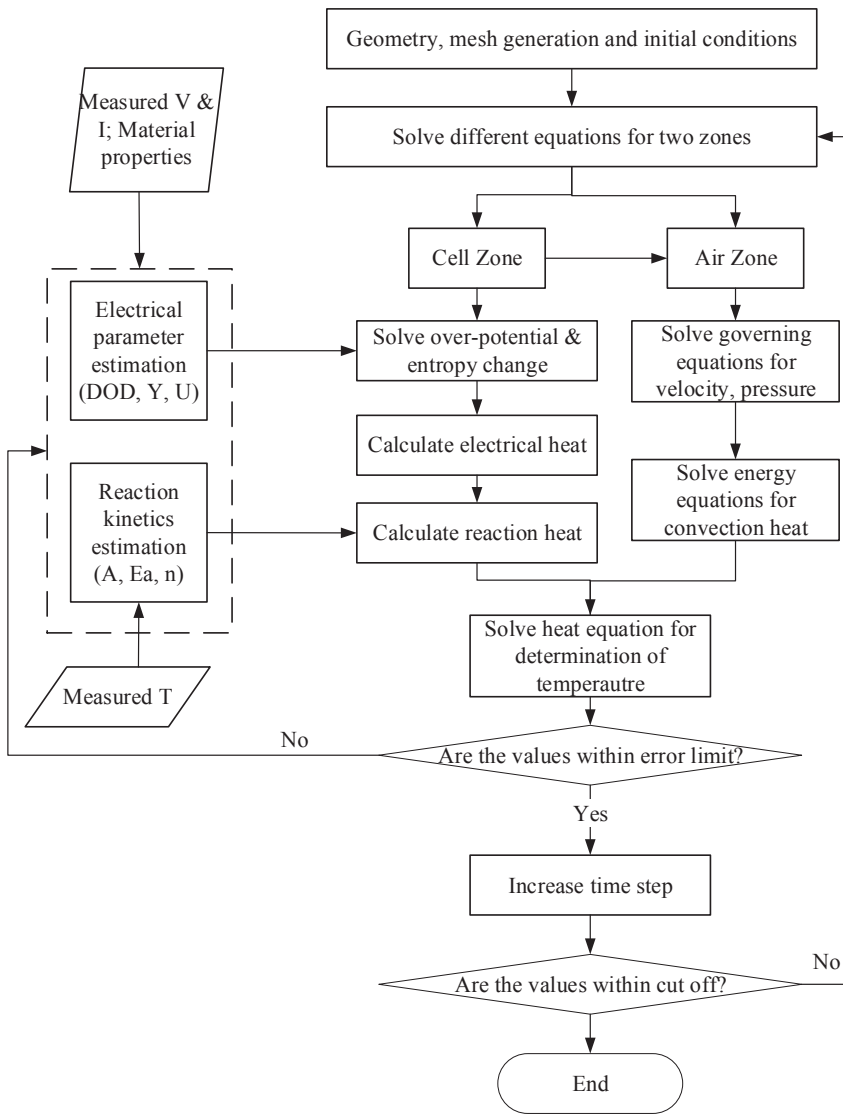 Geometry, mesh generation and initial conditions
Measured V &
I; Material
properties
Solve different equations for two zones
Cell Zone
Air Zone
Electrical
parameter
estimation
(DOD, Y, U)
Solve over-potential &
entropy change
Solve governing
equations for
velocity, pressure
Calculate electrical heat
Reaction
kinetics
estimation
(A, Ea, n)
Calculate reaction heat
Solve energy
equations for
convection heat
Measured T
Solve heat equation for
determination of
temperautre
No
Are the values within error limit?
Yes
Increase time step
Are the values within cut off?
No
End